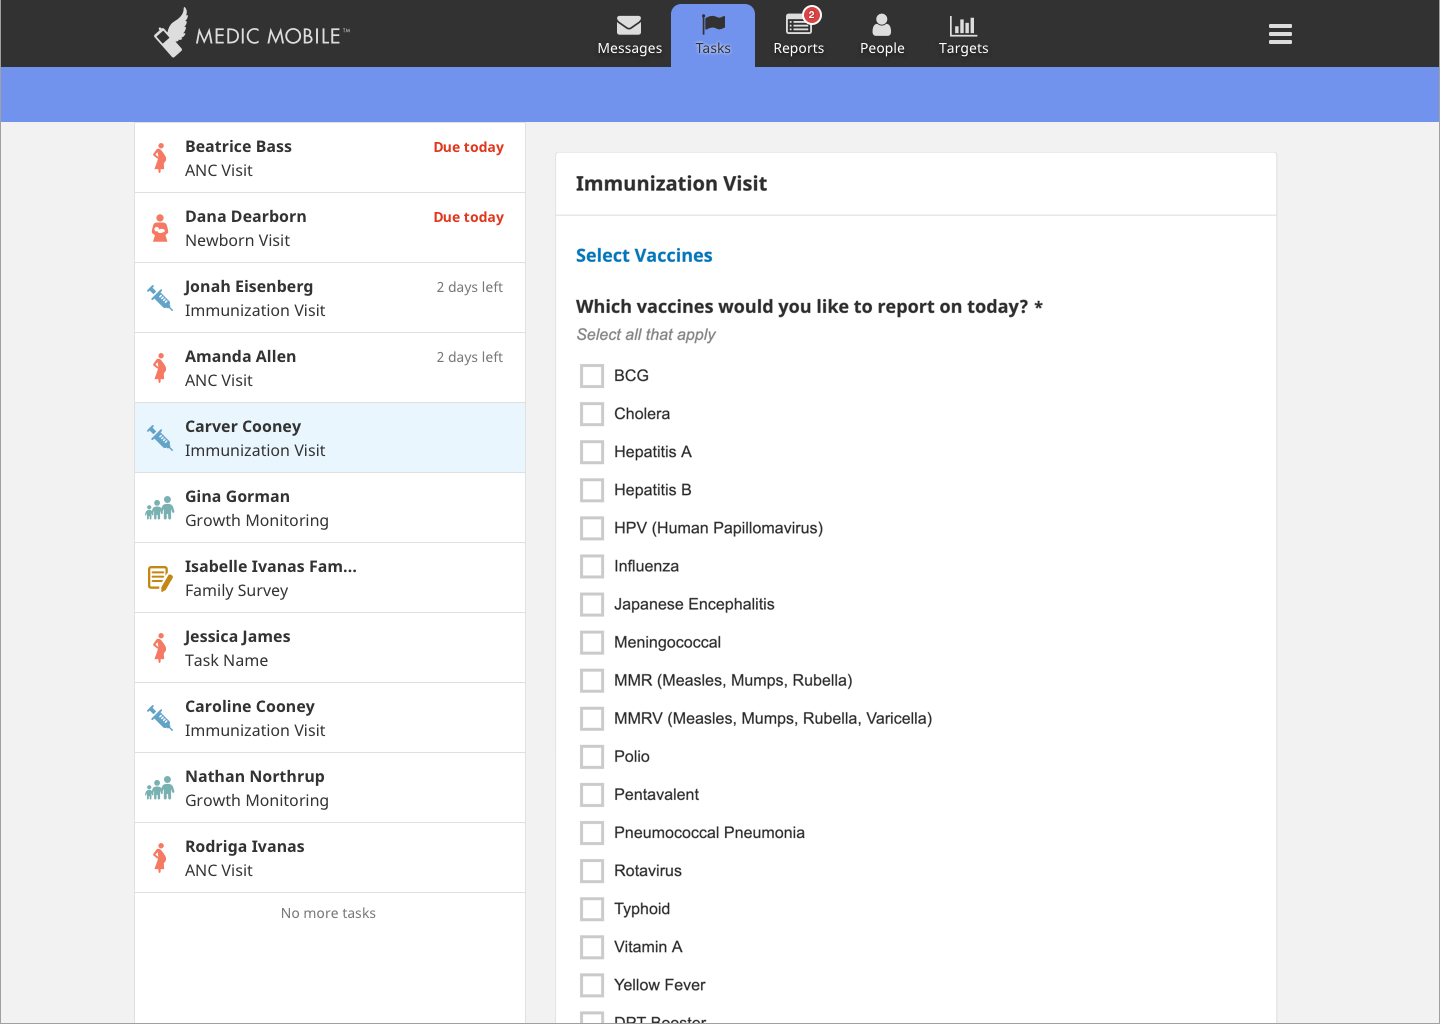 MEDIC MOBILE™
Messages
Tasks
Reports
2
People
Targets
Beatrice Bass
Due today
ANC Visit
Dana Dearborn
Due today
Newborn Visit
Jonah Eisenberg
2 days left
Immunization Visit
Amanda Allen
2 days left
ANC Visit
Carver Cooney
Immunization Visit
Gina Gorman
Growth Monitoring
Isabelle Ivanas Fam...
Family Survey
Jessica James
Task Name
Caroline Cooney
Immunization Visit
Nathan Northrup
Growth Monitoring
Rodriga Ivanas
ANC Visit
No more tasks
Immunization Visit
Select Vaccines
Which vaccines would you like to report on today? *
Select all that apply
BCG
Cholera
Hepatitis A
Hepatitis B
HPV (Human Papillomavirus)
Influenza
Japanese Encephalitis
Meningococcal
MMR (Measles, Mumps, Rubella)
MMRV (Measles, Mumps, Rubella, Varicella)
Polio
Pentavalent
Pneumococcal Pneumonia
Rotavirus
Typhoid
Vitamin A
Yellow Fever
DPT Booster